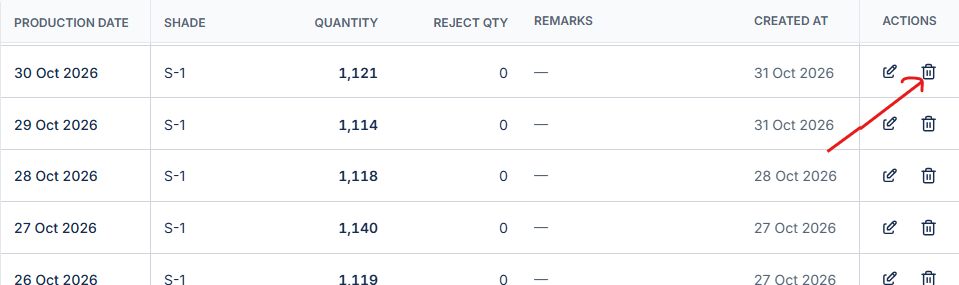 PRODUCTION DATE SHADE QUANTITY REJECT QTY REMARKS CREATED AT ACTIONS
30 Oct 2026 S-1 1,121 0 — 31 Oct 2026
29 Oct 2026 S-1 1,114 0 — 31 Oct 2026
28 Oct 2026 S-1 1,118 0 — 28 Oct 2026
27 Oct 2026 S-1 1,140 0 — 27 Oct 2026
26 Oct 2026 S-1 1,119 0 — 27 Oct 2026